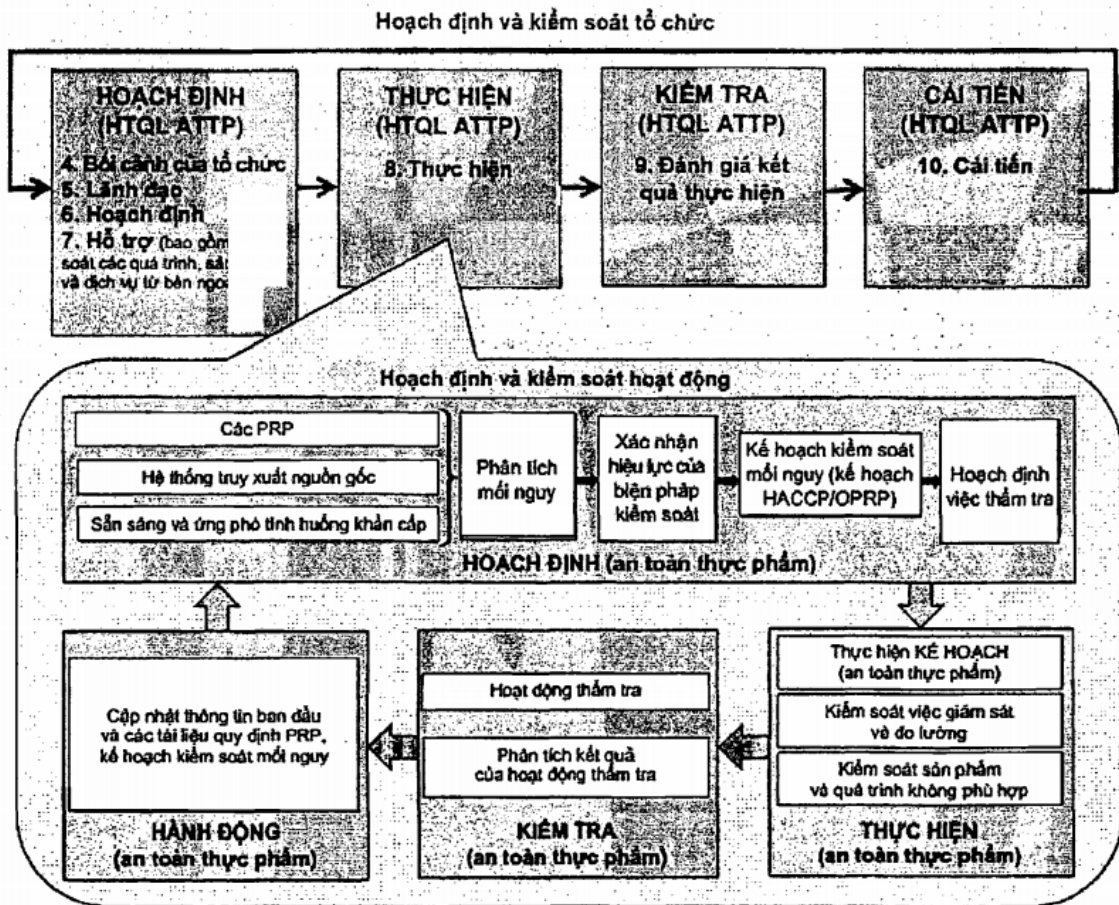 Hoạch định và kiểm soát tổ chức
HOẠCH ĐỊNH
(HTQL ATTP)
4. Bối cảnh của tổ chức
5. Lãnh đạo
6. Hoạch định
7. Hỗ trợ (bao gồm
soát các quá trình,
và dịch vụ từ bên
THỰC HIỆN
(HTQL ATTP)
8. Thực hiện
KIỂM TRA
(HTQL ATTP)
9. Đánh giá kết
quả thực hiện
CẢI TIẾN
(HTQL ATTP)
10. Cải tiến
Hoạch định và kiểm soát hoạt động
Các PRP
Hệ thống truy xuất nguồn gốc
Sẵn sàng và ứng phó tình huống khẩn cấp
Phân tích
mối nguy
Xác nhận
hiệu lực của
biện pháp
kiểm soát
Kế hoạch kiểm soát
mối nguy (kế hoạch
HACCP/OPRP)
Hoạch định
việc thẩm tra
HOẠCH ĐỊNH (an toàn thực phẩm)
Cập nhật thông tin ban đầu
và các tài liệu quy định PRP,
kế hoạch kiểm soát mối nguy
HÀNH ĐỘNG
(an toàn thực phẩm)
Hoạt động thẩm tra
Phân tích kết quả
của hoạt động thẩm tra
KIỂM TRA
(an toàn thực phẩm)
Thực hiện KẾ HOẠCH
(an toàn thực phẩm)
Kiểm soát việc giám sát
và đo lường
Kiểm soát sản phẩm
và quá trình không phù hợp
THỰC HIỆN
(an toàn thực phẩm)